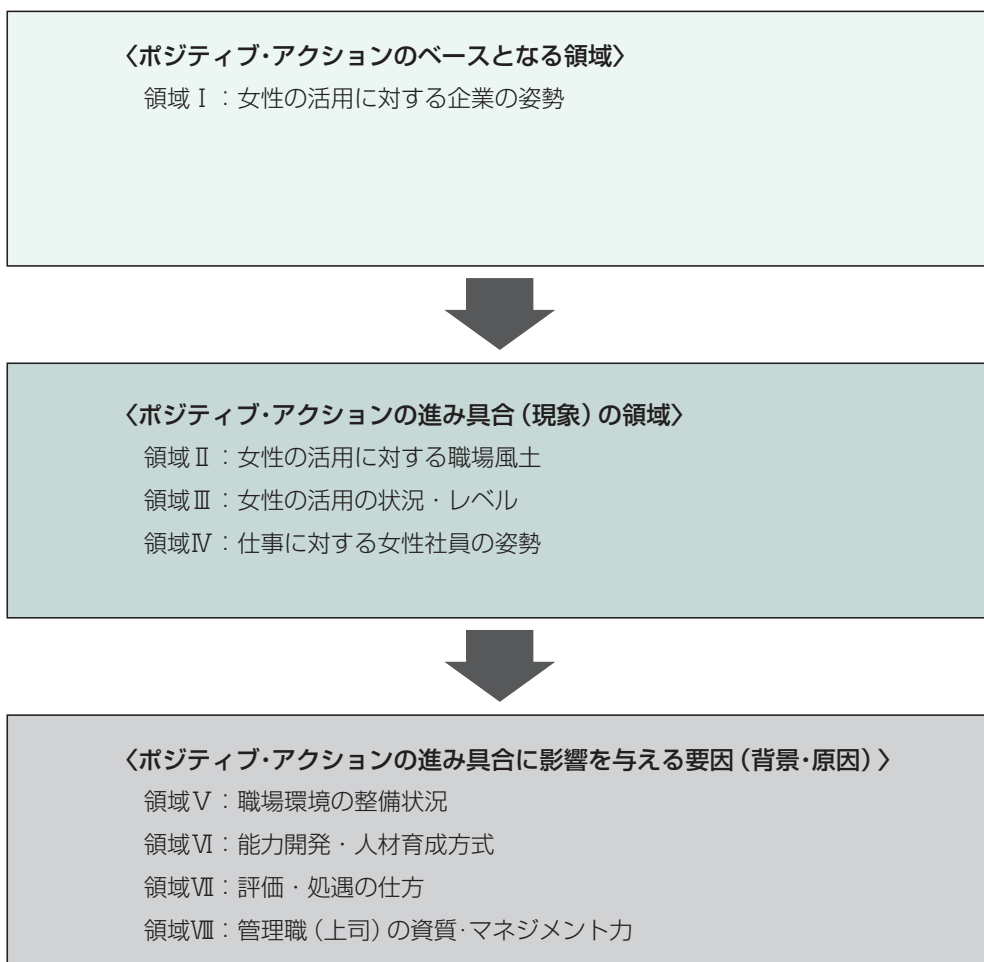 〈ポジティブ・アクションのベースとなる領域〉
領域Ⅰ：女性の活用に対する企業の姿勢
〈ポジティブ・アクションの進み具合（現象）の領域〉
領域Ⅱ：女性の活用に対する職場風土
領域Ⅲ：女性の活用の状況・レベル
領域Ⅳ：仕事に対する女性社員の姿勢
〈ポジティブ・アクションの進み具合に影響を与える要因（背景・原因）〉
領域Ⅴ：職場環境の整備状況
領域Ⅵ：能力開発・人材育成方式
領域Ⅶ：評価・処遇の仕方
領域Ⅷ：管理職（上司）の資質・マネジメント力